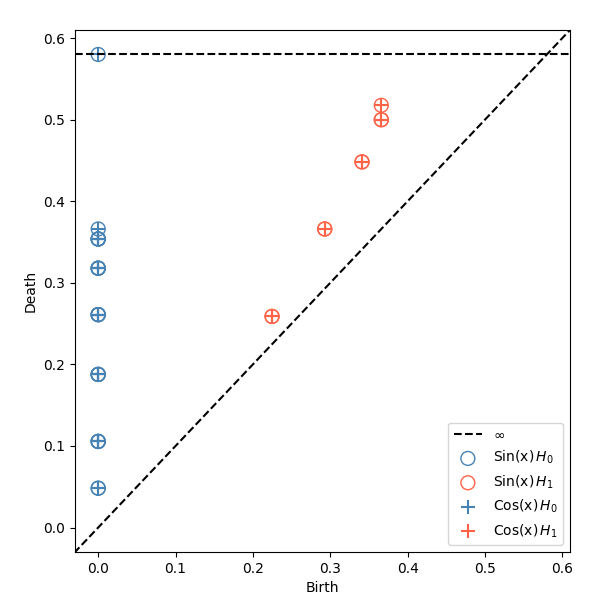 0.6
0.5
0.4
0.3
0.2
0.1
0.0
Death
0.0 0.1 0.2 0.3 0.4 0.5 0.6
Birth
∞
Sin(x) H₀
Sin(x) H₁
Cos(x) H₀
Cos(x) H₁